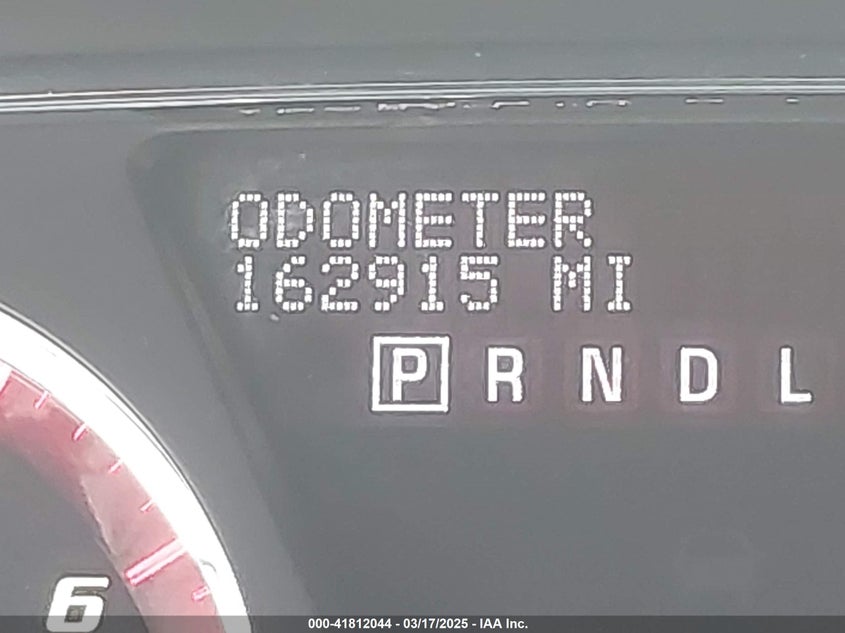 ODOMETER
162915 MI
P R N D L
6
000-41812044 - 03/17/2025 - IAA Inc.